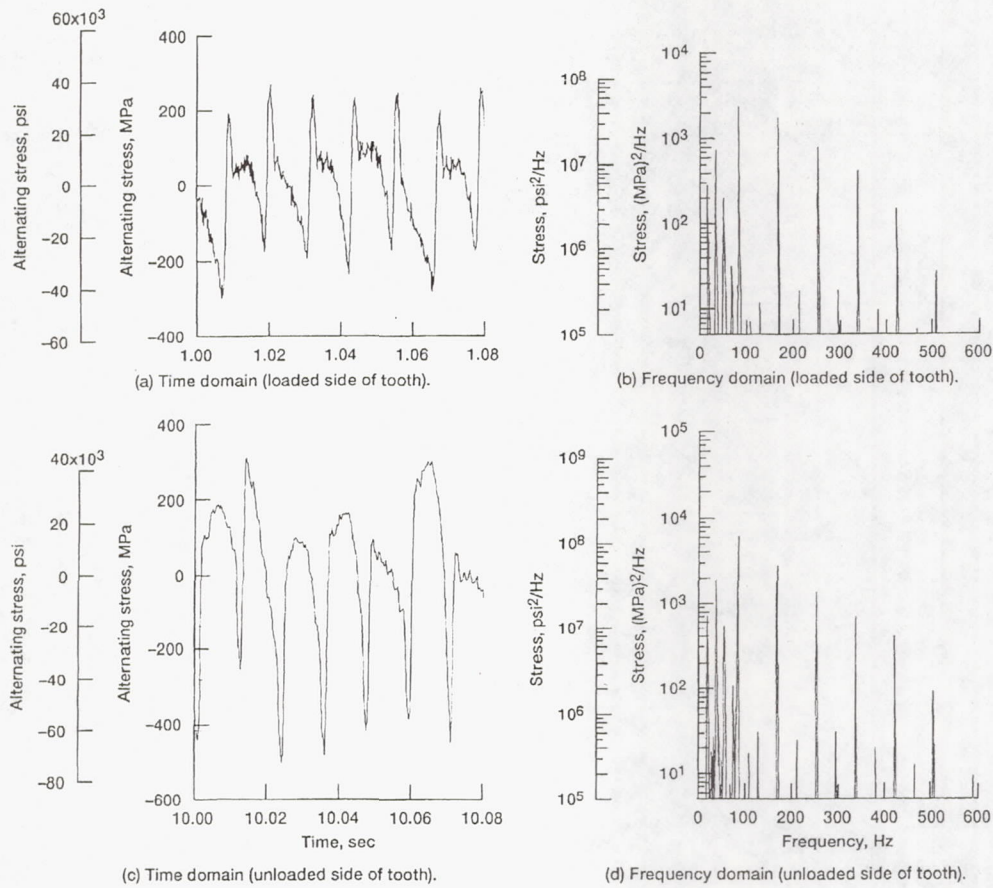 60x10³
400
200
0
-200
-400
40
20
0
-20
-40
-60
Alternating stress, psi
Alternating stress, MPa
1.00 1.02 1.04 1.06 1.08
(a) Time domain (loaded side of tooth).
10⁸
10⁷
10⁶
10⁵
Stress, psi²/Hz
10⁴
10³
10²
10¹
Stress, (MPa)²/Hz
0 100 200 300 400 500 600
(b) Frequency domain (loaded side of tooth).
40x10³
20
0
-20
-40
-60
-80
Alternating stress, psi
400
200
0
-200
-400
-600
Alternating stress, MPa
10.00 10.02 10.04 10.06 10.08
Time, sec
(c) Time domain (unloaded side of tooth).
10⁹
10⁸
10⁷
10⁶
10⁵
Stress, psi²/Hz
10⁵
10⁴
10³
10²
10¹
Stress, (MPa)²/Hz
0 100 200 300 400 500 600
Frequency, Hz
(d) Frequency domain (unloaded side of tooth).